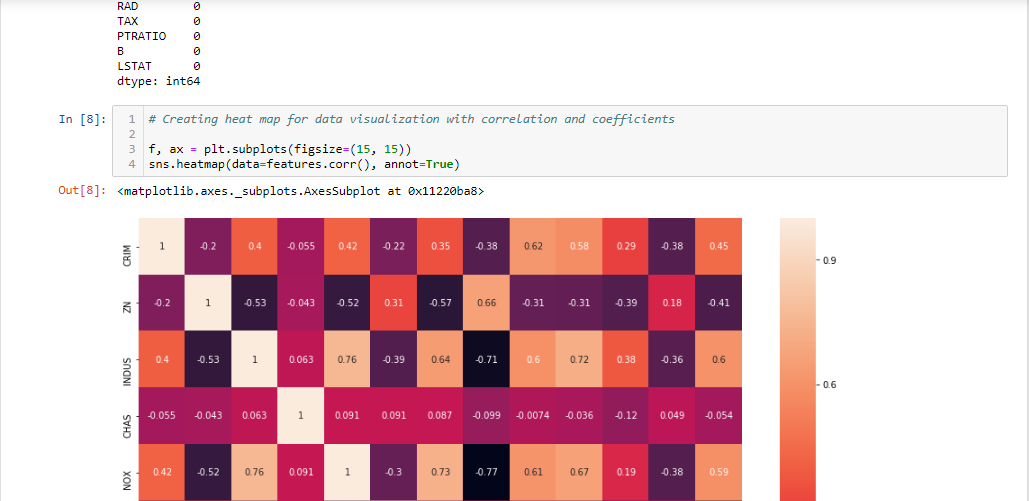 RAD 0
TAX 0
PTRATIO 0
B 0
LSTAT 0
dtype: int64
In [8]:
1 # Creating heat map for data visualization with correlation and coefficients
2
3 f, ax = plt.subplots(figsize=(15, 15))
4 sns.heatmap(data=features.corr(), annot=True)
Out[8]: <matplotlib.axes._subplots.AxesSubplot at 0x11220ba8>
CRIM 1 -0.2 0.4 -0.055 0.42 -0.22 0.35 -0.38 0.62 0.58 0.29 -0.38 0.45
0.9
ZN -0.2 1 -0.53 -0.043 -0.52 0.31 -0.57 0.66 -0.31 -0.31 -0.39 0.18 -0.41
INDUS 0.4 -0.53 1 0.063 0.76 -0.39 0.64 -0.71 0.6 0.72 0.38 -0.36 0.6
0.6
CHAS -0.055 -0.043 0.063 1 0.091 0.091 0.087 -0.099 -0.0074 -0.036 -0.12 0.049 -0.054
NOX 0.42 -0.52 0.76 0.091 1 -0.3 0.73 -0.77 0.61 0.67 0.19 -0.38 0.59